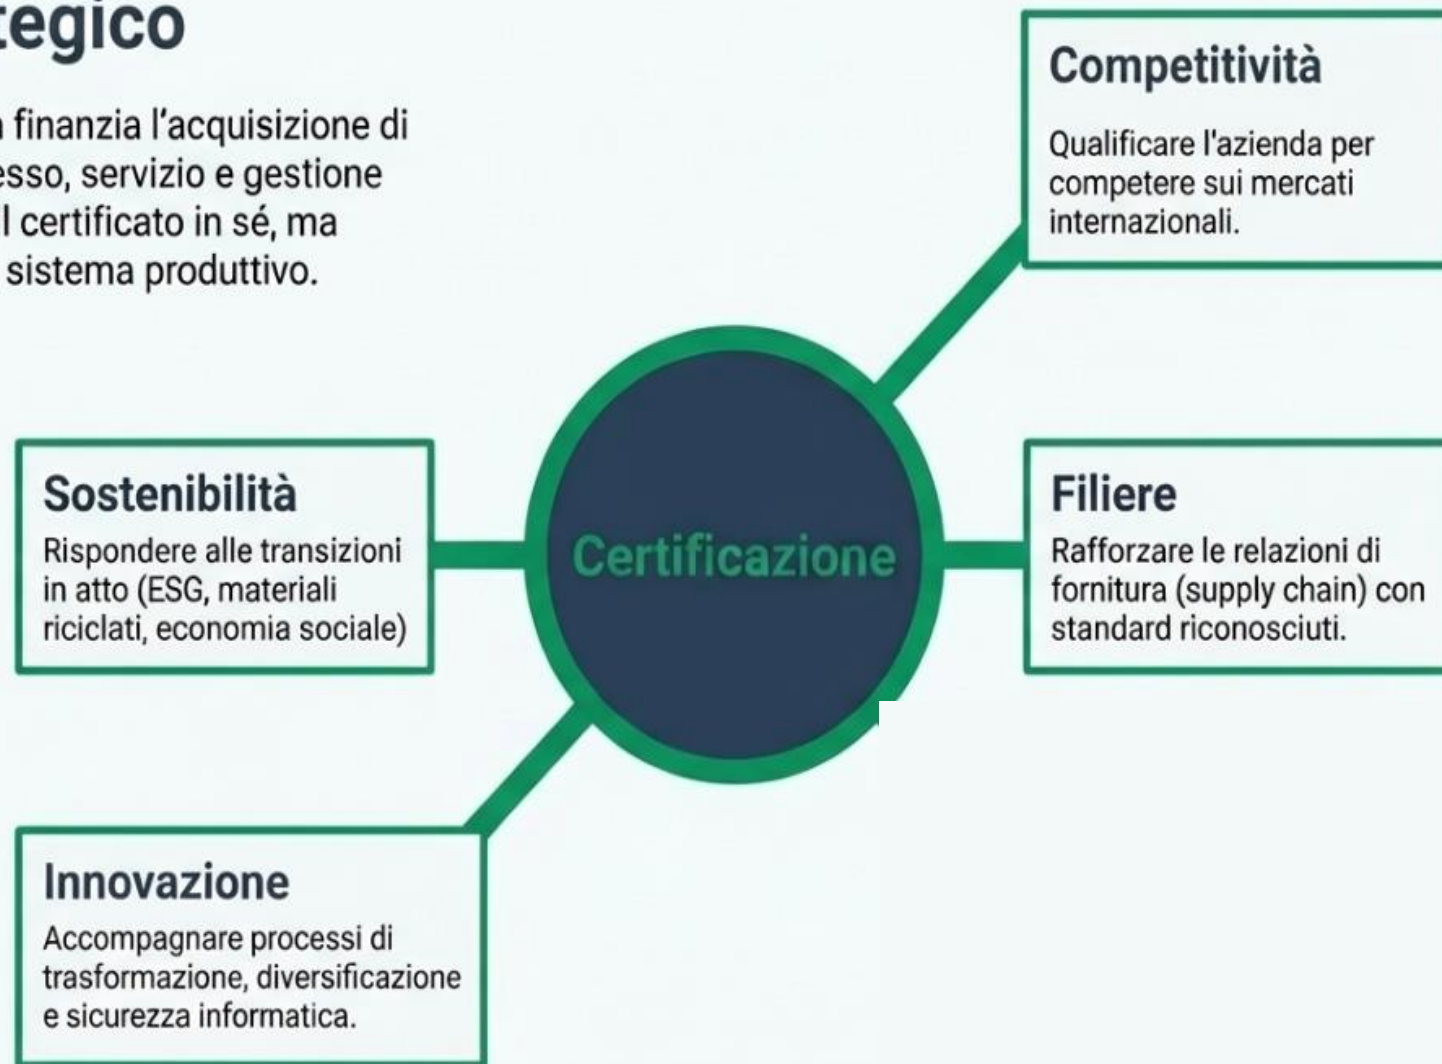 tegico
finanzia l'acquisizione di
esso, servizio e gestione
l certificato in sé, ma
sistema produttivo.
Competitività
Qualificare l'azienda per
competere sui mercati
internazionali.
Sostenibilità
Rispondere alle transizioni
in atto (ESG, materiali
riciclati, economia sociale)
Certificazione
Filiere
Rafforzare le relazioni di
fornitura (supply chain) con
standard riconosciuti.
Innovazione
Accompagnare processi di
trasformazione, diversificazione
e sicurezza informatica.